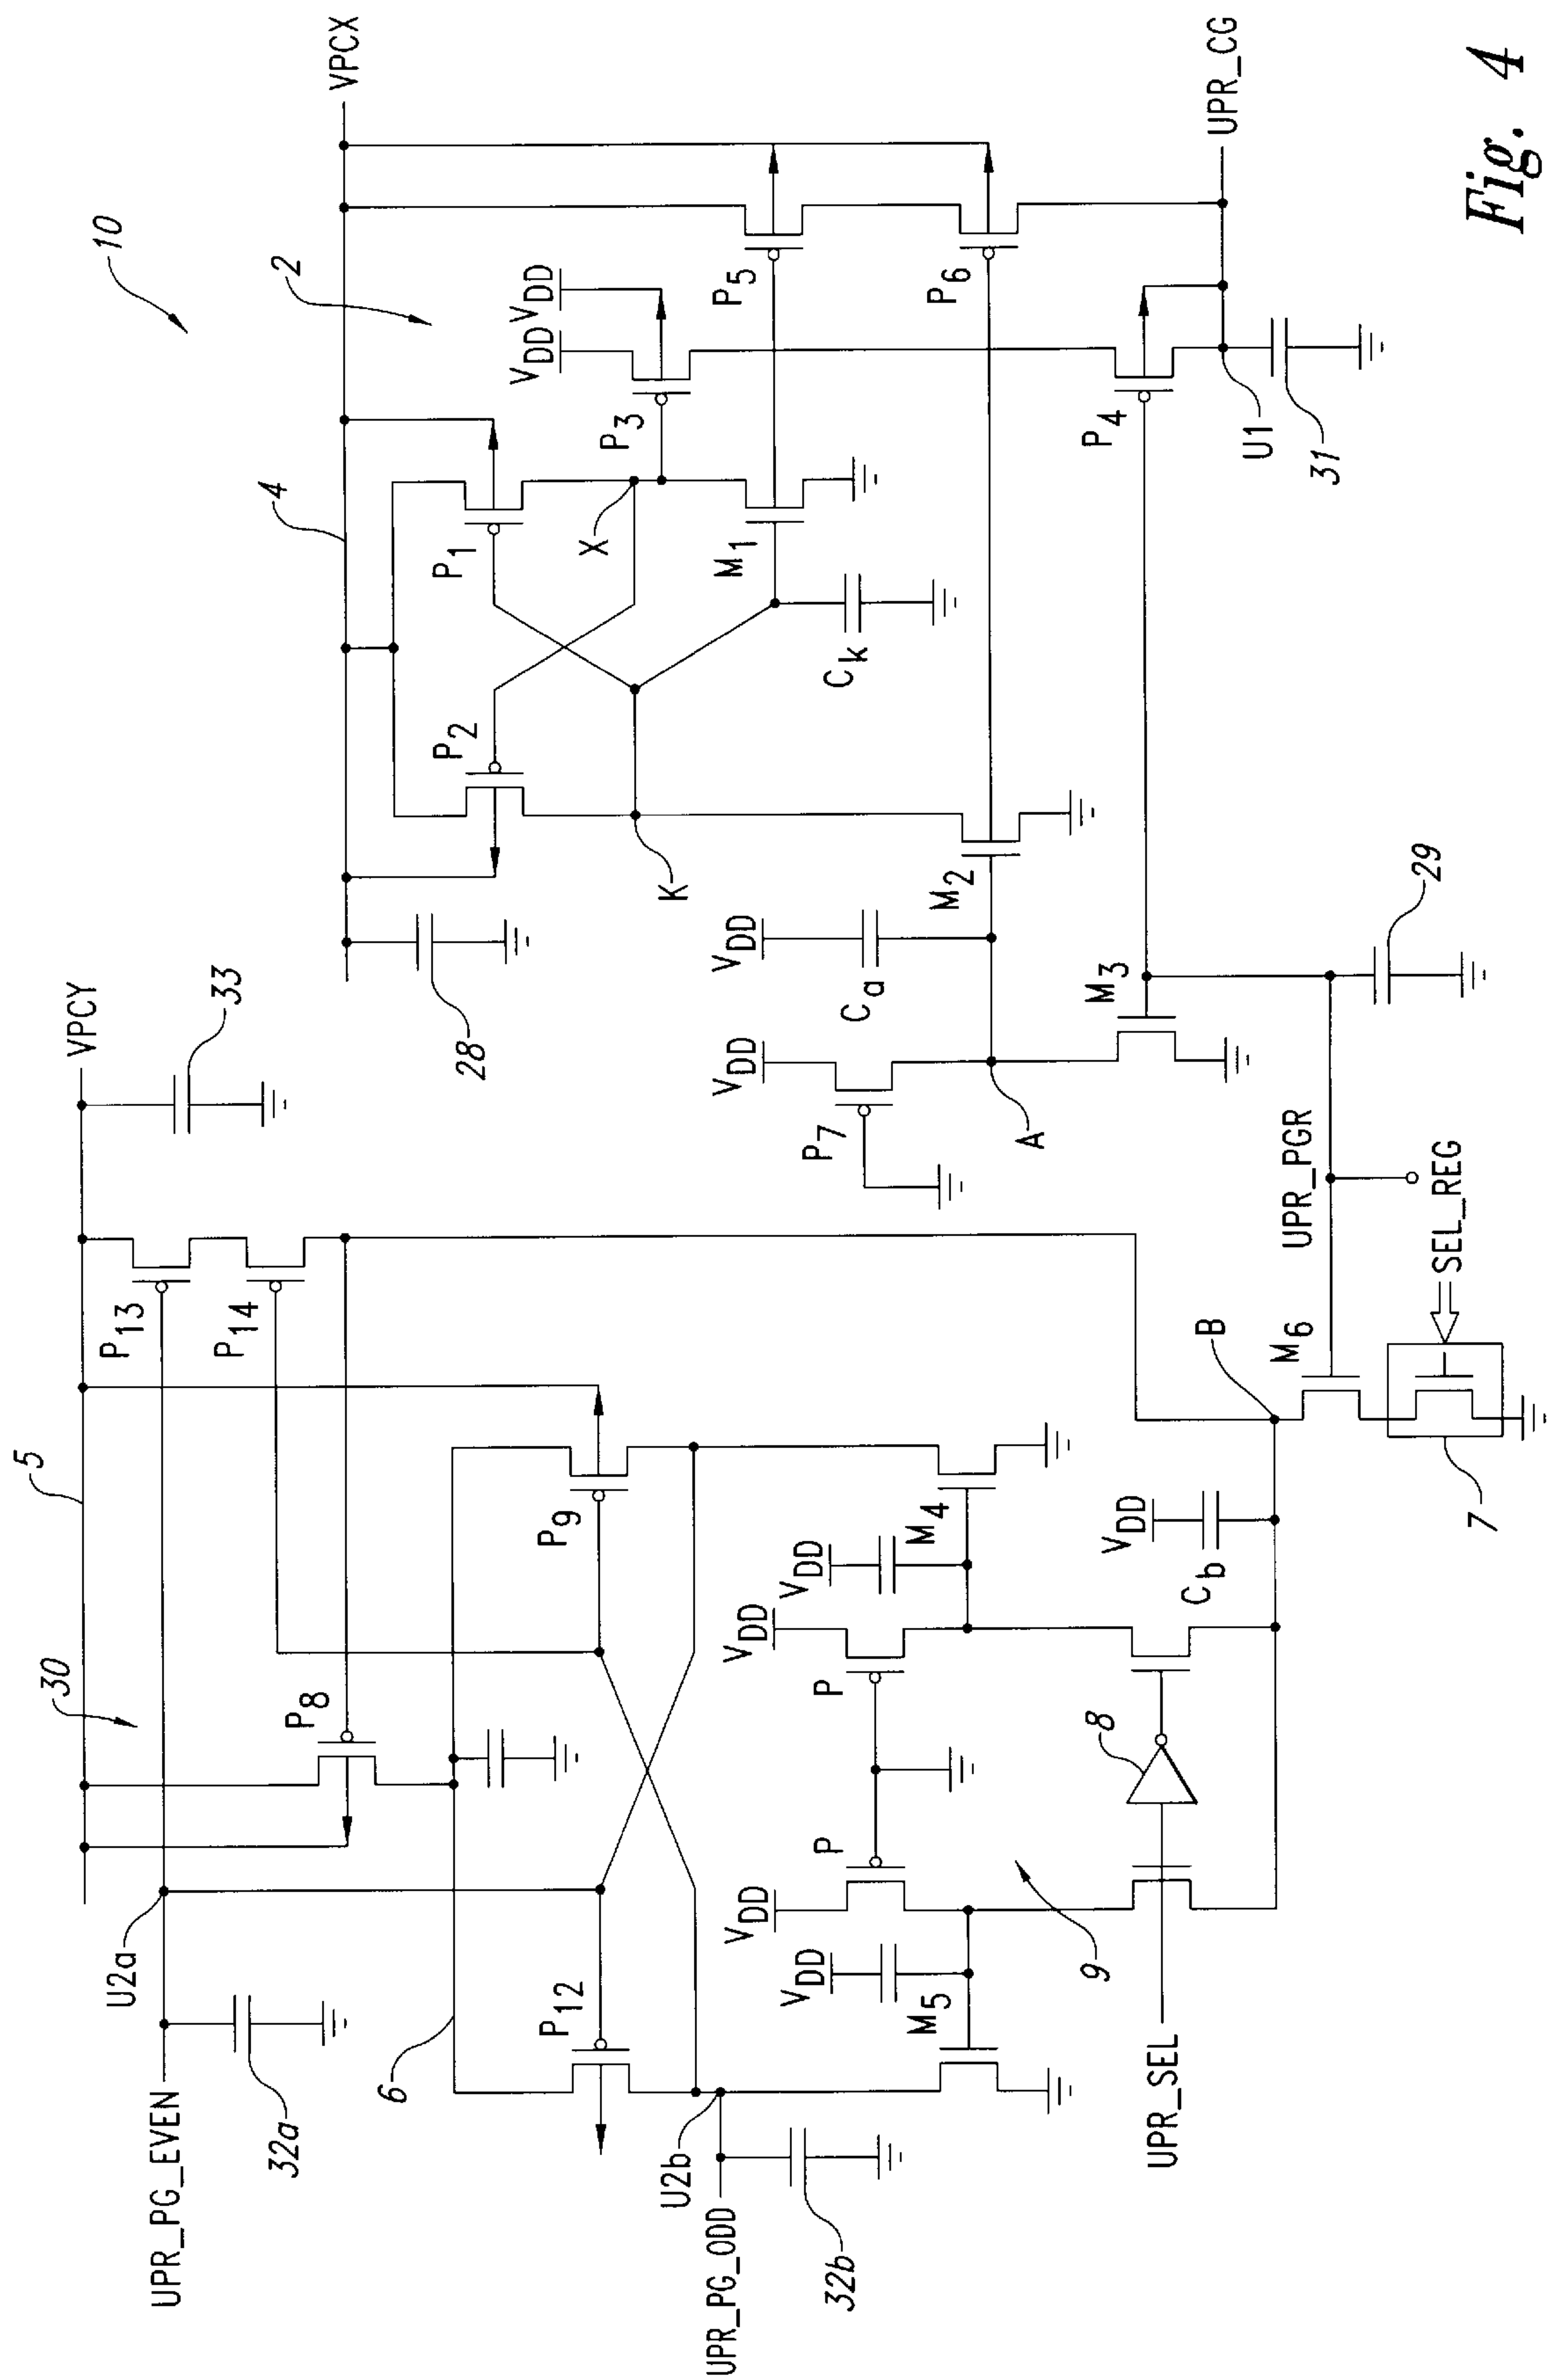 Fig. 4
10
VPCX
4
2
VDD
VDD
P1
P2
P3
P5
P6
X
M1
K
Ck
UPR_CG
P4
U1
31
28
VDD
Ca
M2
VDD
P7
A
M3
29
UPR_PGR
SEL_REG
VPCY
33
5
30
P13
P14
P8
P9
U2a
P12
6
UPR_PG_EVEN
32a
U2b
UPR_PG_ODD
32b
VDD
M4
VDD
P
P
VDD
VDD
M5
9
8
UPR_SEL
VDD
Cb
B
M6
7